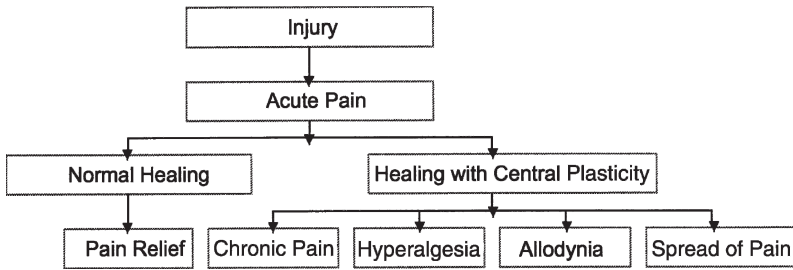 Injury
Acute Pain
Normal Healing
Healing with Central Plasticity
Pain Relief
Chronic Pain
Hyperalgesia
Allodynia
Spread of Pain